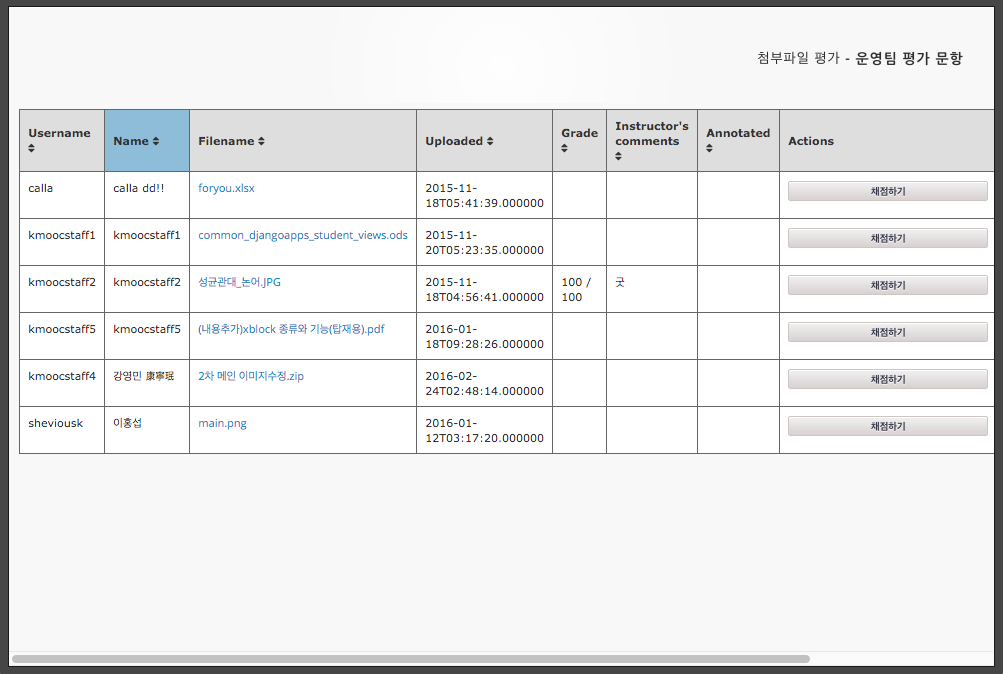 첨부파일 평가 - 운영팀 평가 문항
Username Name Filename Uploaded Grade Instructor's comments Annotated Actions
calla calla dd!! foryou.xlsx 2015-11-18T05:41:39.000000 채점하기
kmoocstaff1 kmoocstaff1 common_djangoapps_student_views.ods 2015-11-20T05:23:35.000000 채점하기
kmoocstaff2 kmoocstaff2 성균관대_논어.JPG 2015-11-18T04:56:41.000000 100 / 100 굿 채점하기
kmoocstaff5 kmoocstaff5 (내용추가)xblock 종류와 기능(탑재용).pdf 2016-01-18T09:28:26.000000 채점하기
kmoocstaff4 강영민 康寧珉 2차 메인 이미지수정.zip 2016-02-24T02:48:14.000000 채점하기
sheviousk 이홍섭 main.png 2016-01-12T03:17:20.000000 채점하기